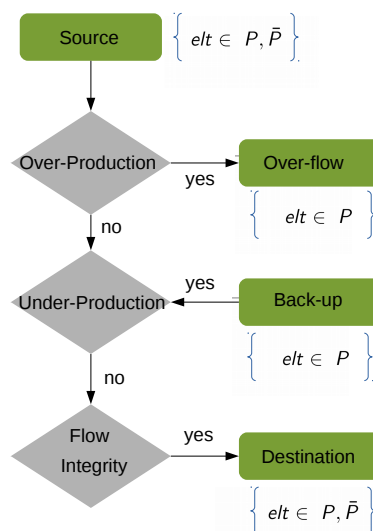 Source
{ elt ∈ P, P̄ }
Over-Production
yes
Over-flow
{ elt ∈ P }
no
Under-Production
yes
Back-up
{ elt ∈ P }
no
Flow
Integrity
yes
Destination
{ elt ∈ P, P̄ }